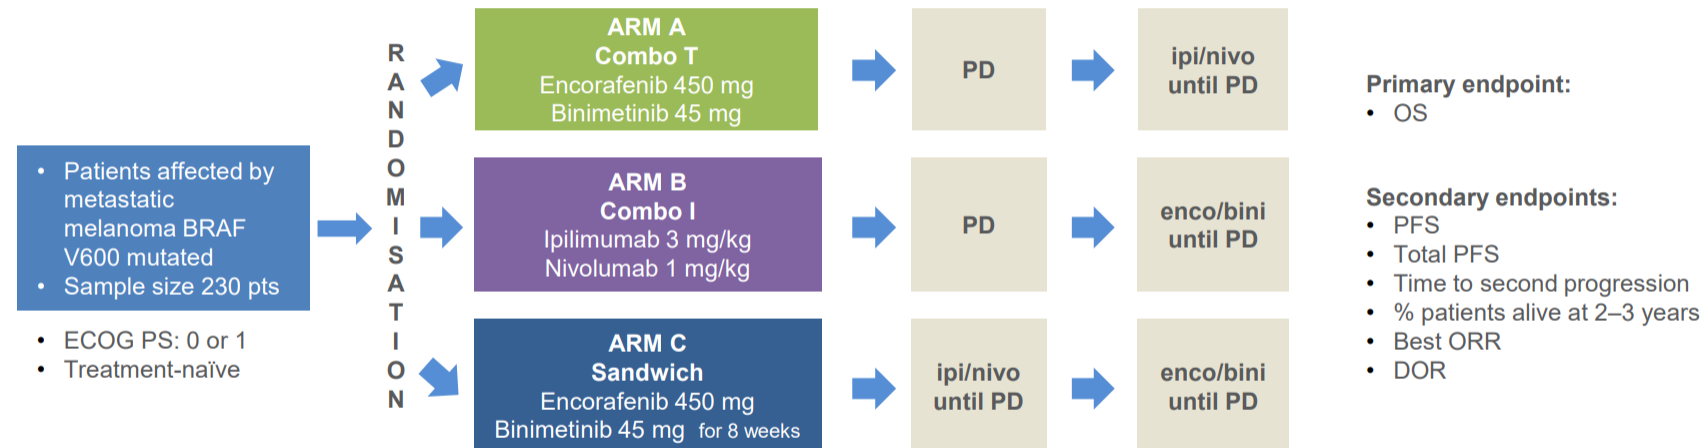 • Patients affected by
metastatic
melanoma BRAF
V600 mutated
• Sample size 230 pts
• ECOG PS: 0 or 1
• Treatment-naïve
RANDOMISATION
ARM A
Combo T
Encorafenib 450 mg
Binimetinib 45 mg
PD
ipi/nivo
until PD
ARM B
Combo I
Ipilimumab 3 mg/kg
Nivolumab 1 mg/kg
PD
enco/bini
until PD
ARM C
Sandwich
Encorafenib 450 mg
Binimetinib 45 mg for 8 weeks
ipi/nivo
until PD
enco/bini
until PD
Primary endpoint:
• OS
Secondary endpoints:
• PFS
• Total PFS
• Time to second progression
• % patients alive at 2–3 years
• Best ORR
• DOR